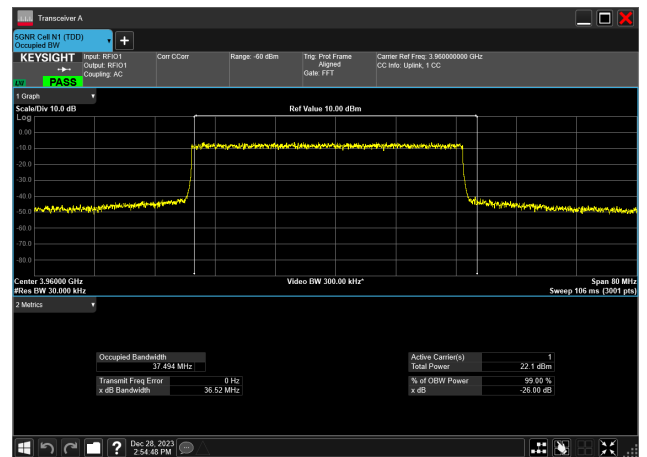 Transceiver A
5GNR Cell N1 (TDD)
Occupied BW
KEYSIGHT
PASS
Input: RFIO1
Output: RFIO1
Coupling: AC
Corr CCorr
Range: -60 dBm
Trig: Prot Frame
Aligned
Gate: FFT
Carrier Ref Freq: 3.960000000 GHz
CC Info: Uplink, 1 CC
1 Graph
Scale/Div 10.0 dB
Ref Value 10.00 dBm
Log
0.00
-10.0
-20.0
-30.0
-40.0
-50.0
-60.0
-70.0
-80.0
Center 3.96000 GHz
Video BW 300.00 kHz*
Span 80 MHz
#Res BW 30.000 kHz
Sweep 106 ms (3001 pts)
2 Metrics
Occupied Bandwidth
37.494 MHz
Active Carrier(s) 1
Total Power 22.1 dBm
Transmit Freq Error 0 Hz
x dB Bandwidth 36.52 MHz
% of OBW Power 99.00 %
x dB -26.00 dB
?
Dec 28, 2023
2:54:48 PM